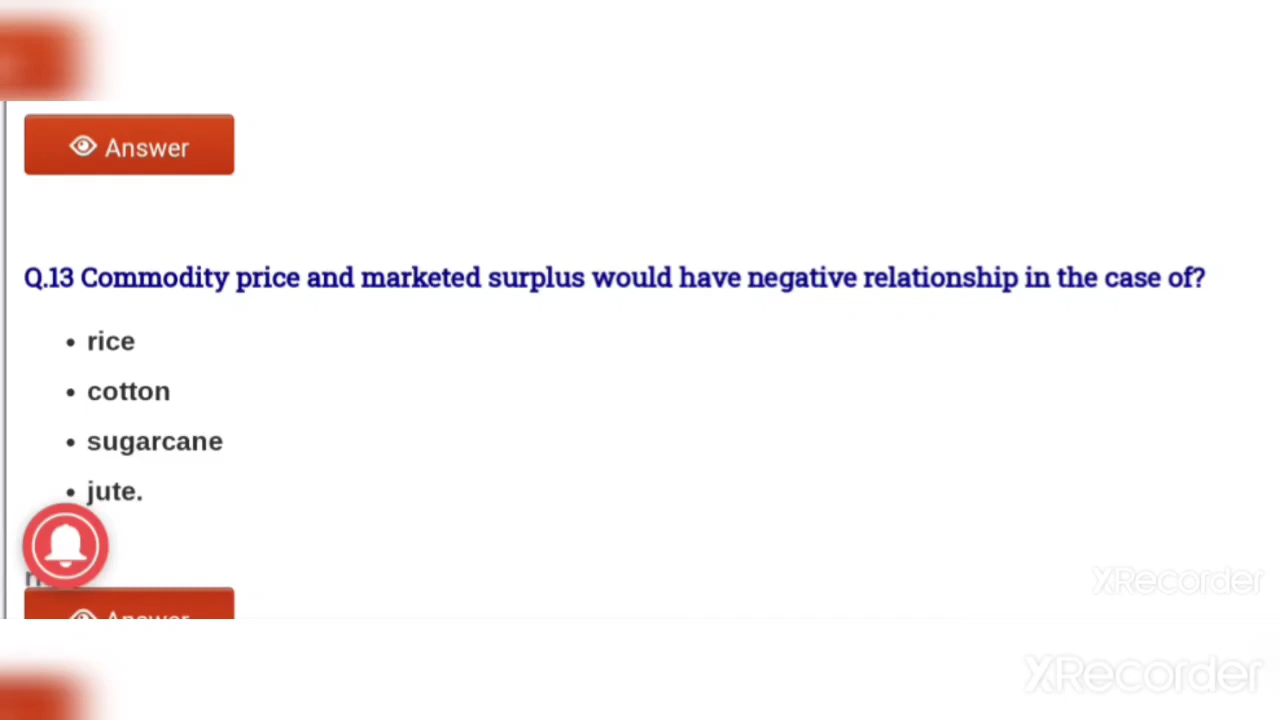 Answer
Q.13 Commodity price and marketed surplus would have negative relationship in the case of?
• rice
• cotton
• sugarcane
• jute.
Answer
XRecorder
XRecorder